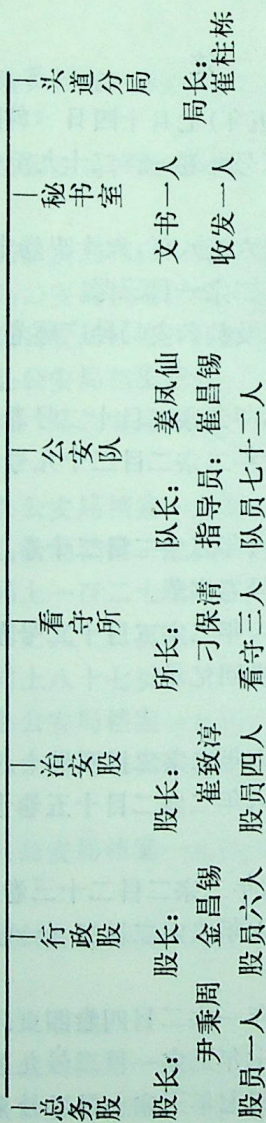 总务股
股长:
尹秉周
股员一人
行政股
股长:
金昌锡
股员六人
治安股
股长:
崔致淳
股员四人
看守所
所长:
刁保清
看守三人
公安队
队长: 姜凤仙
指导员: 崔昌锡
队员七十二人
秘书室
文书一人
收发一人
头道分局
局长:
崔柱栋